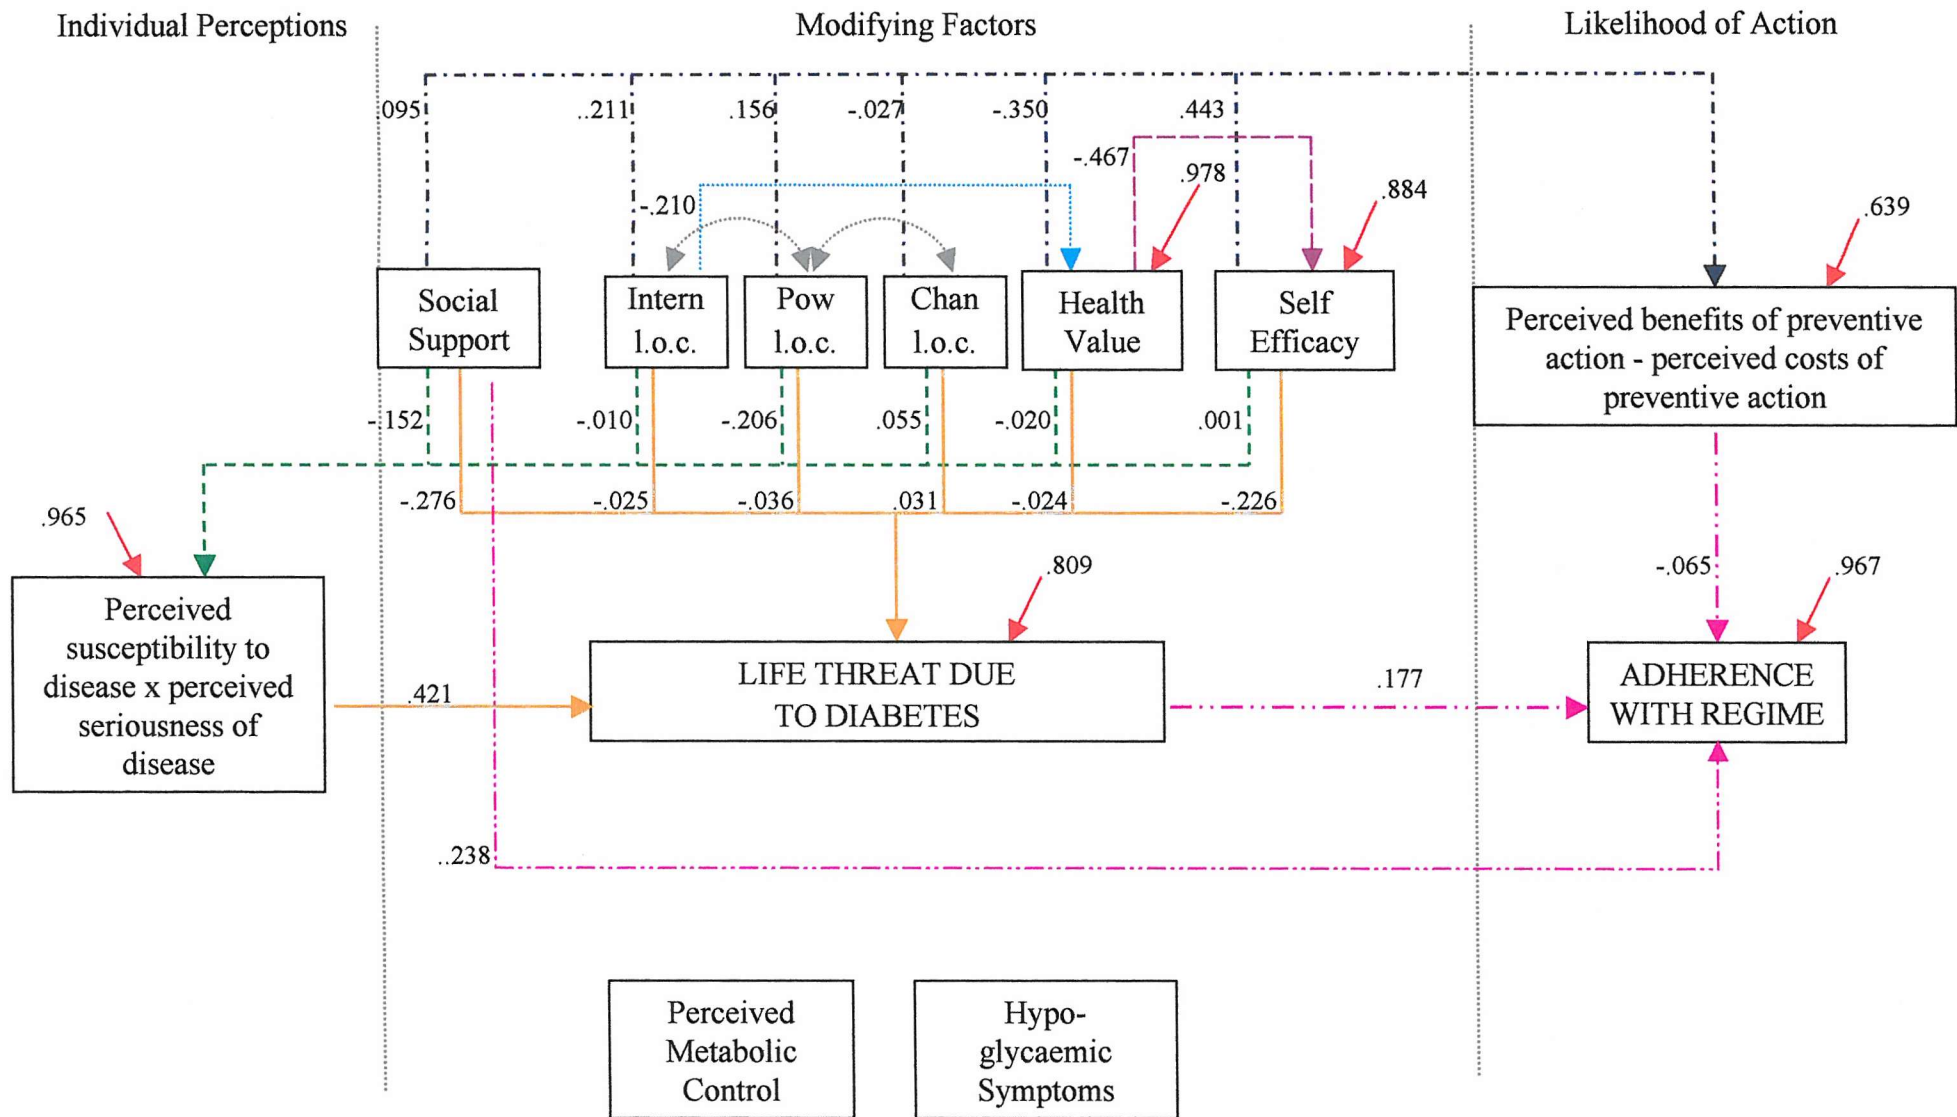 Individual Perceptions
Modifying Factors
Likelihood of Action
095
..211
.156
-.027
-.350
.443
-.467
.978
.884
.639
-.210
Social
Support
Intern
l.o.c.
Pow
l.o.c.
Chan
l.o.c.
Health
Value
Self
Efficacy
Perceived benefits of preventive
action - perceived costs of
preventive action
-.152
-.010
-.206
.055
-.020
.001
-.276
-.025
-.036
.031
-.024
-.226
.965
.809
-.065
.967
Perceived
susceptibility to
disease x perceived
seriousness of
disease
.421
LIFE THREAT DUE
TO DIABETES
.177
ADHERENCE
WITH REGIME
..238
Perceived
Metabolic
Control
Hypo-
glycaemic
Symptoms